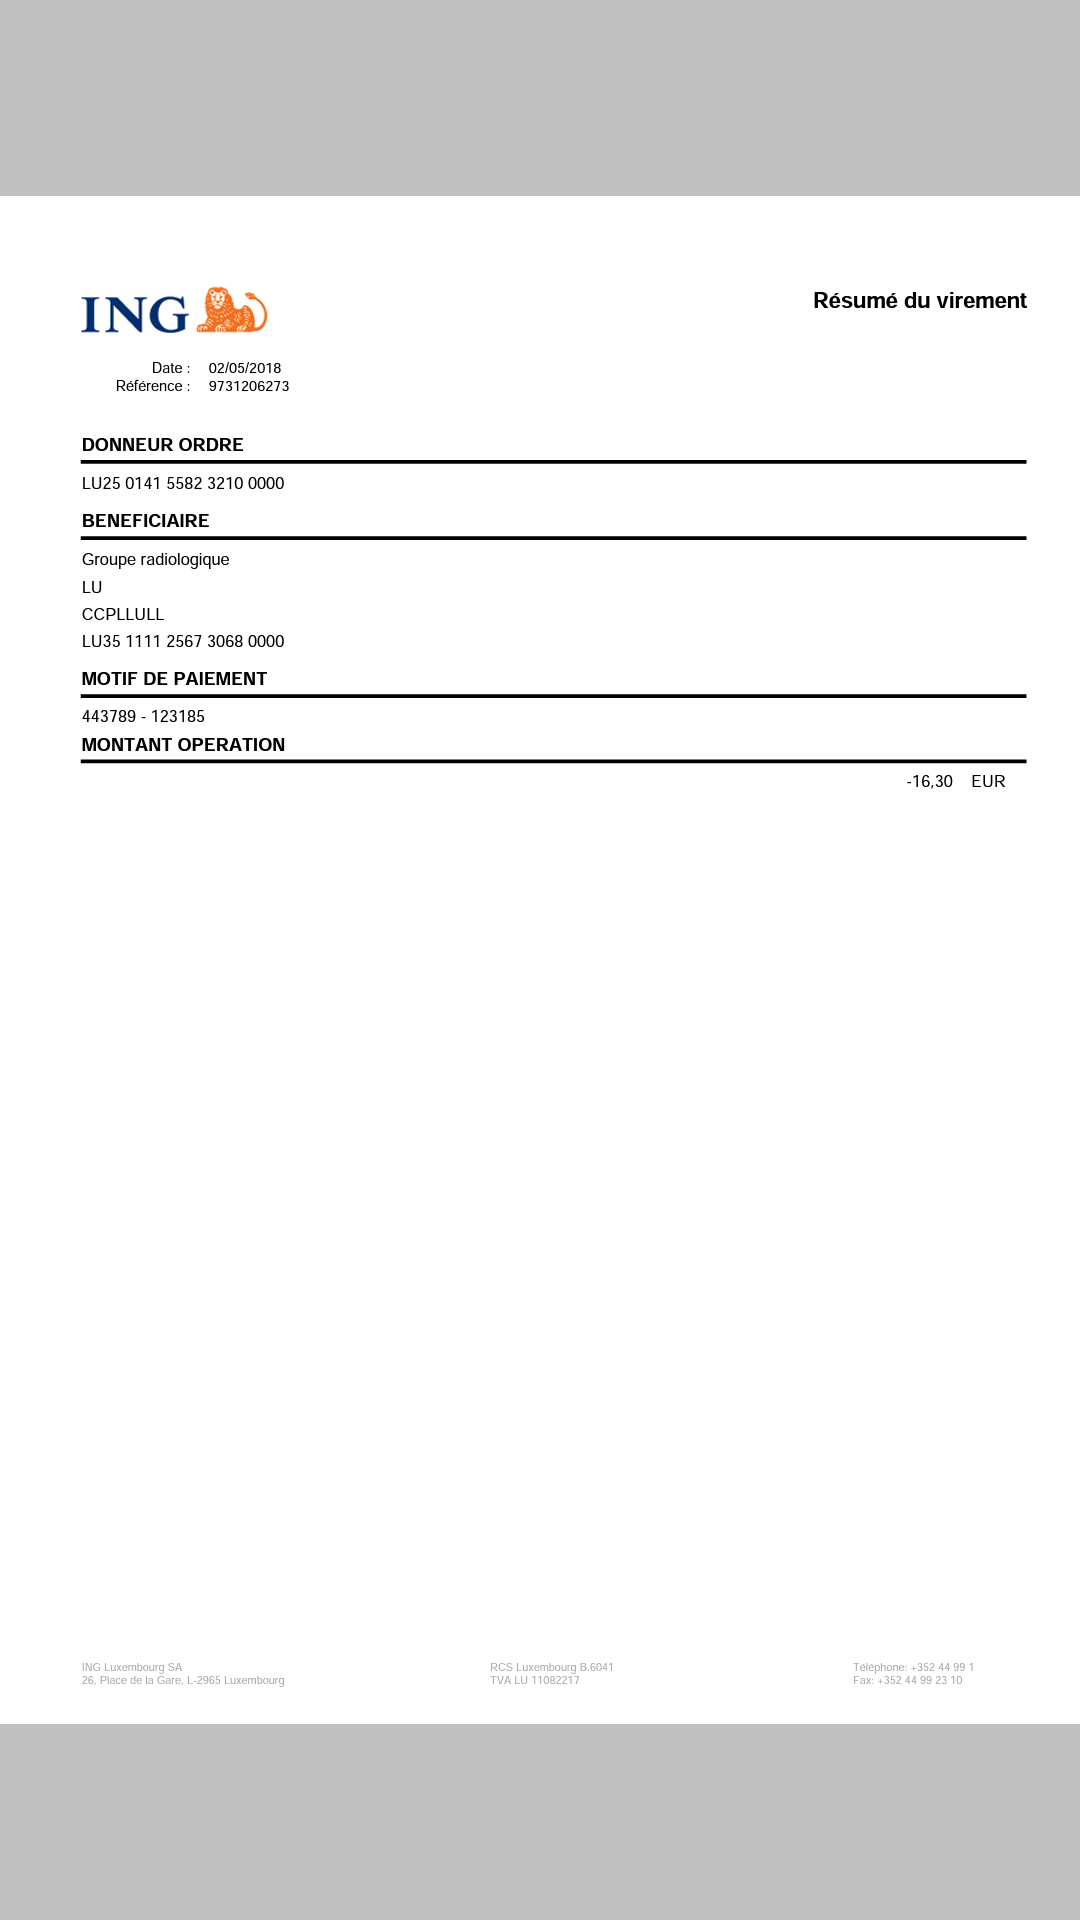 ING
Résumé du virement
Date : 02/05/2018
Référence : 9731206273
DONNEUR ORDRE
LU25 0141 5582 3210 0000
BENEFICIAIRE
Groupe radiologique
LU
CCPLLULL
LU35 1111 2567 3068 0000
MOTIF DE PAIEMENT
443789 - 123185
MONTANT OPERATION
-16,30 EUR
ING Luxembourg SA
26, Place de la Gare, L-2965 Luxembourg
RCS Luxembourg B.6041
TVA LU 11082217
Téléphone: +352 44 99 1
Fax: +352 44 99 23 10